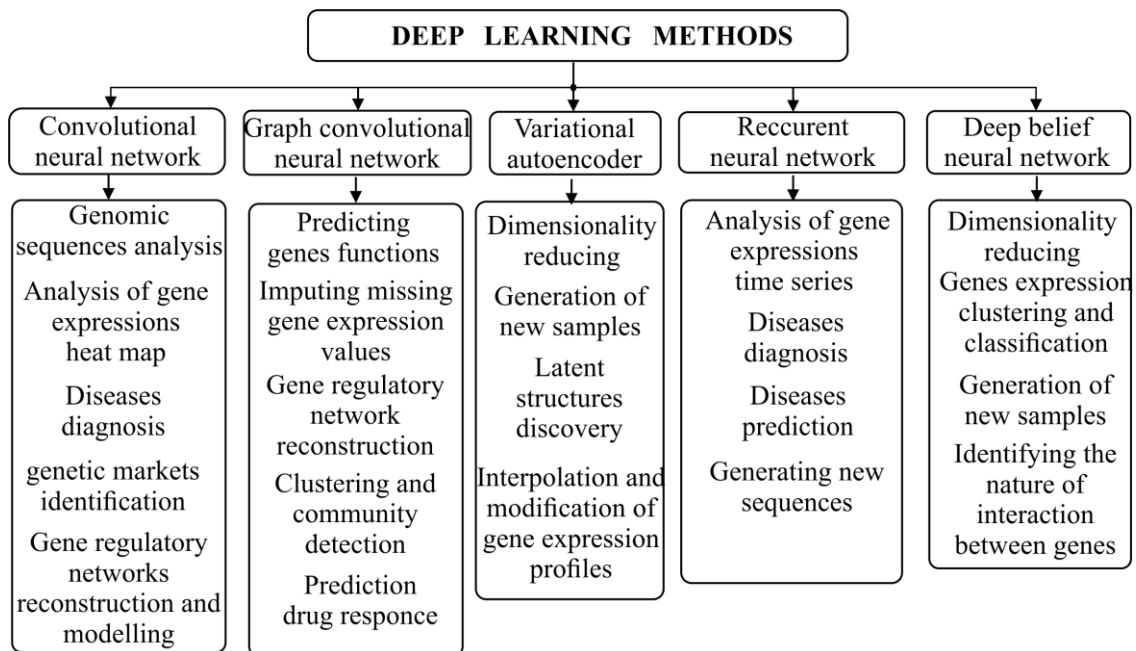 DEEP LEARNING METHODS
Convolutional
neural network
Graph convolutional
neural network
Variational
autoencoder
Reccurent
neural network
Deep belief
neural network
Genomic
sequences analysis
Analysis of gene
expressions
heat map
Diseases
diagnosis
genetic markets
identification
Gene regulatory
networks
reconstruction and
modelling
Predicting
genes functions
Imputing missing
gene expression
values
Gene regulatory
network
reconstruction
Clustering and
community
detection
Prediction
drug responce
Dimensionality
reducing
Generation of
new samples
Latent
structures
discovery
Interpolation and
modification of
gene expression
profiles
Analysis of gene
expressions
time series
Diseases
diagnosis
Diseases
prediction
Generating new
sequences
Dimensionality
reducing
Genes expression
clustering and
classification
Generation of
new samples
Identifying the
nature of
interaction
between genes